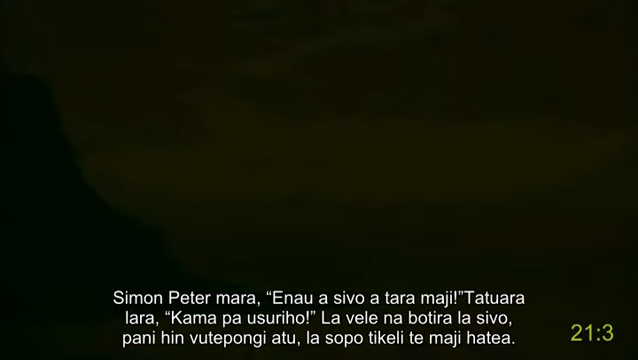 Simon Peter mara, “Enau a sivo a tara maji!”Tatuara
lara, “Kama pa usuriho!” La vele na botira la sivo,
pani hin vutepongi atu, la sopo tikeli te maji hatea.
21:3